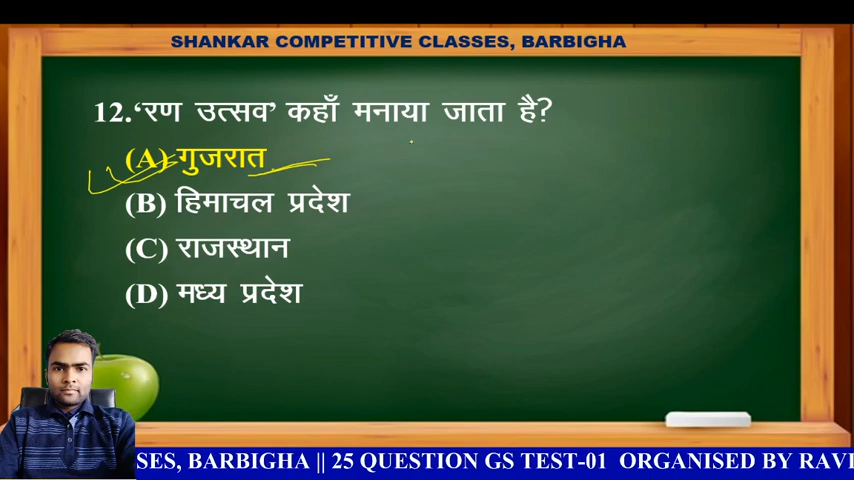 SHANKAR COMPETITIVE CLASSES, BARBIGHA
12.‘रण उत्सव’ कहाँ मनाया जाता है?
(A) गुजरात
(B) हिमाचल प्रदेश
(C) राजस्थान
(D) मध्य प्रदेश
SES, BARBIGHA || 25 QUESTION GS TEST-01 ORGANISED BY RAVI